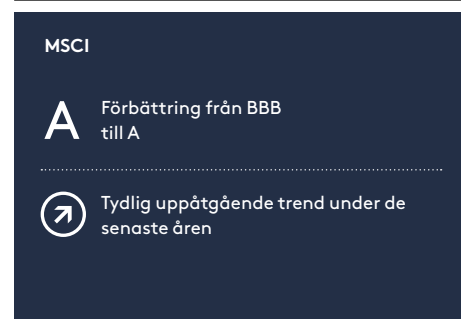 MSCI
A
Förbättring från BBB
till A
Tydlig uppåtgående trend under de
senaste åren